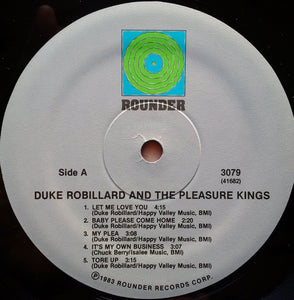 ROUNDER
Side A
3079
(41682)
DUKE ROBILLARD AND THE PLEASURE KINGS
1. LET ME LOVE YOU 4:15
(Duke Robillard/Happy Valley Music, BMI)
2. BABY PLEASE COME HOME 2:20
(Duke Robillard/Happy Valley Music, BMI)
3. MY PLEA 3:08
(Duke Robillard/Happy Valley Music, BMI)
4. IT'S MY OWN BUSINESS 3:07
(Chuck Berry/Isalee Music, BMI)
5. TORE UP 3:15
(Duke Robillard/Happy Valley Music, BMI)
℗1983 ROUNDER RECORDS CORP.